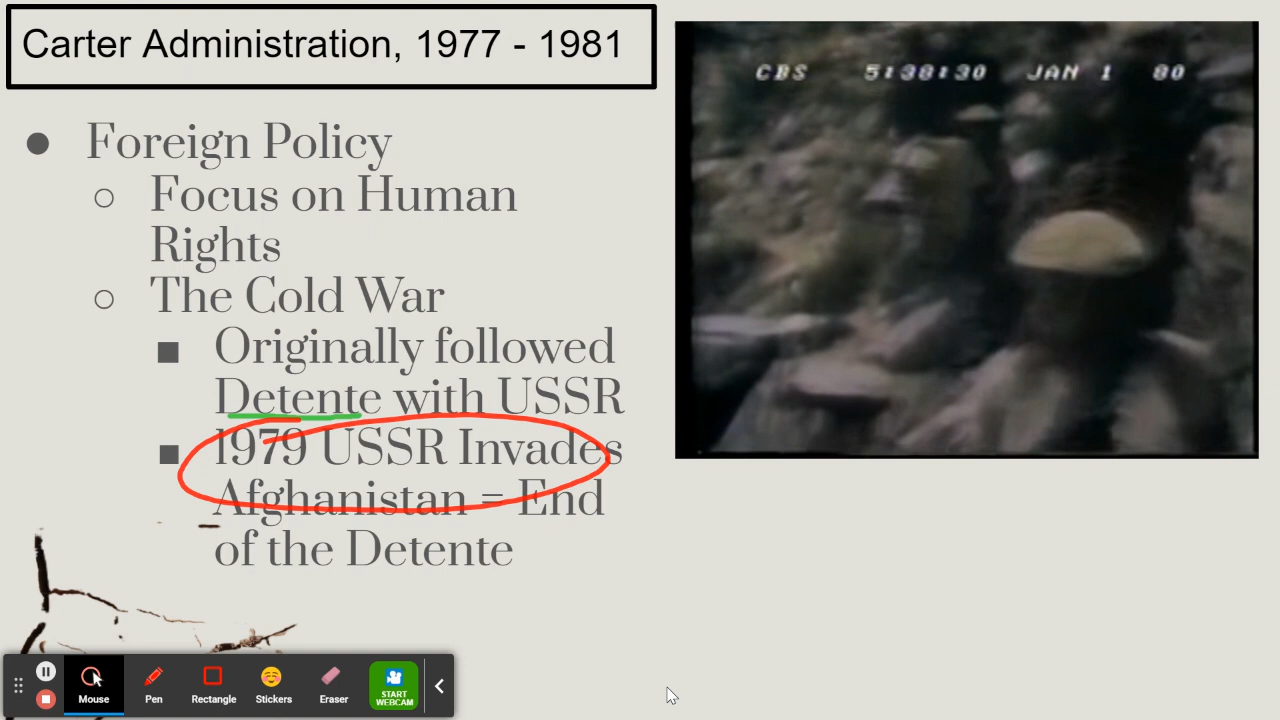 Carter Administration, 1977 - 1981
CBS 5:38:30 JAN 1 80
Foreign Policy
Focus on Human
Rights
The Cold War
Originally followed
Detente with USSR
1979 USSR Invades
Afghanistan = End
of the Detente
Mouse
Pen
Rectangle
Stickers
Eraser
START
WEBCAM